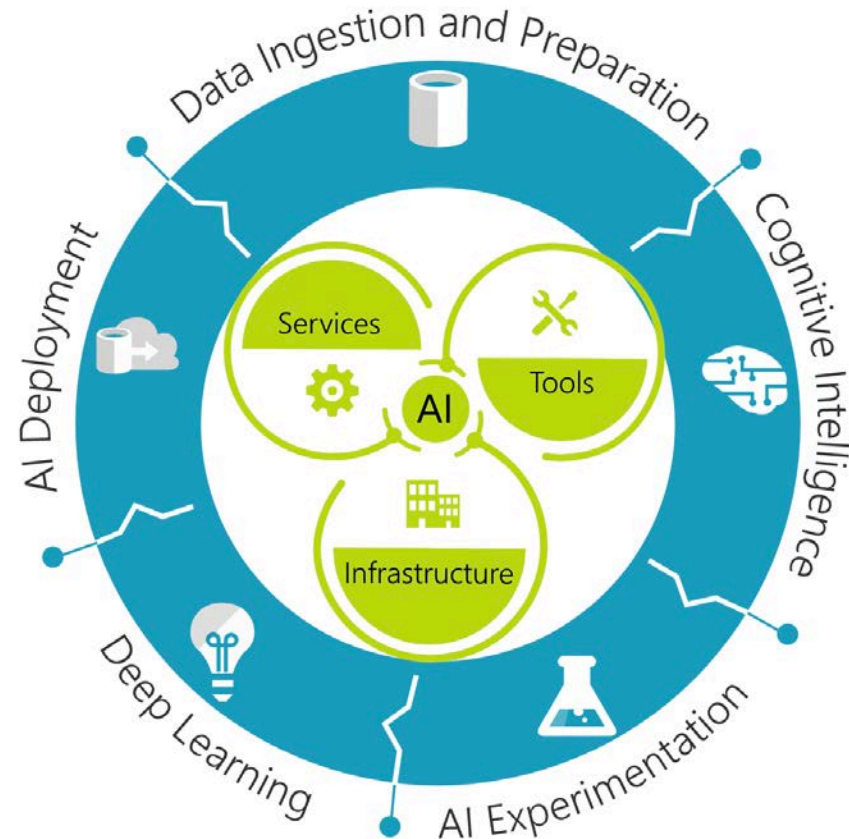 Data Ingestion and Preparation
Cognitive Intelligence
AI Experimentation
Deep Learning
AI Deployment
Services
Tools
AI
Infrastructure